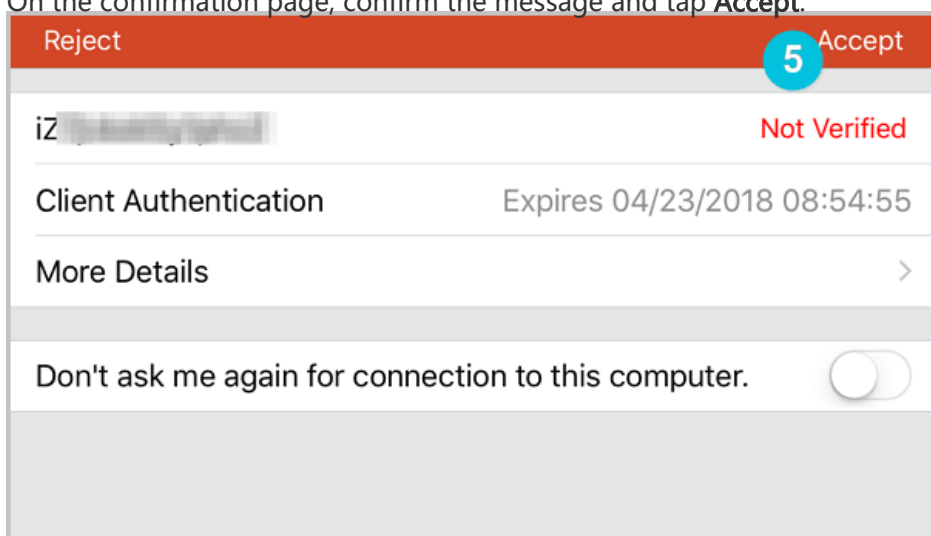 On the confirmation page, confirm the message and tap Accept.
Reject
Accept
5
iZ
Not Verified
Client Authentication
Expires 04/23/2018 08:54:55
More Details
Don't ask me again for connection to this computer.